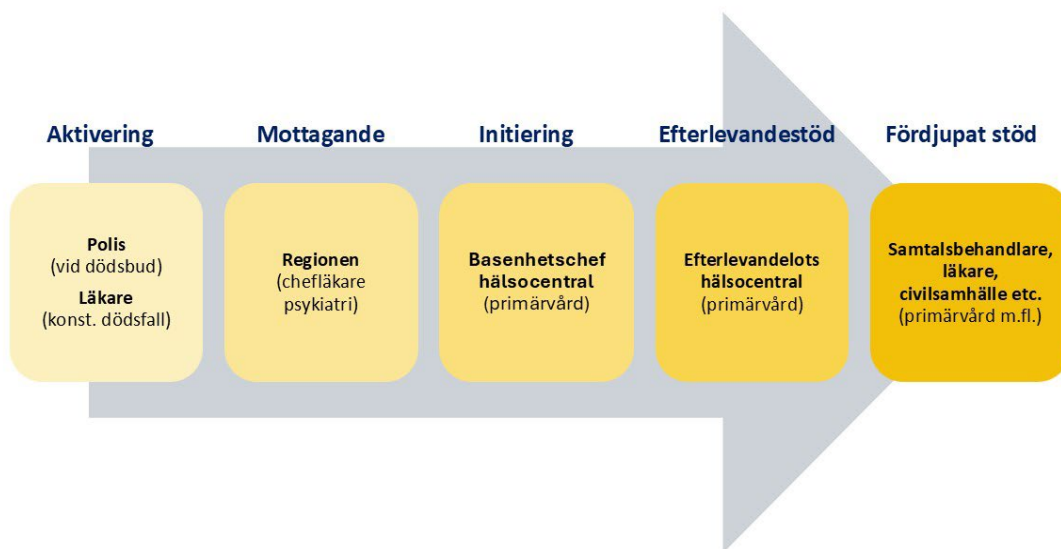 Aktivering
Mottagande
Initiering
Efterlevandestöd
Fördjupat stöd
Polis
(vid dödsbud)
Läkare
(konst. dödsfall)
Regionen
(chefläkare
psykiatri)
Basenhetschef
hälsocentral
(primärvård)
Efterlevandelots
hälsocentral
(primärvård)
Samtalsbehandlare,
läkare,
civilsamhälle etc.
(primärvård m.fl.)